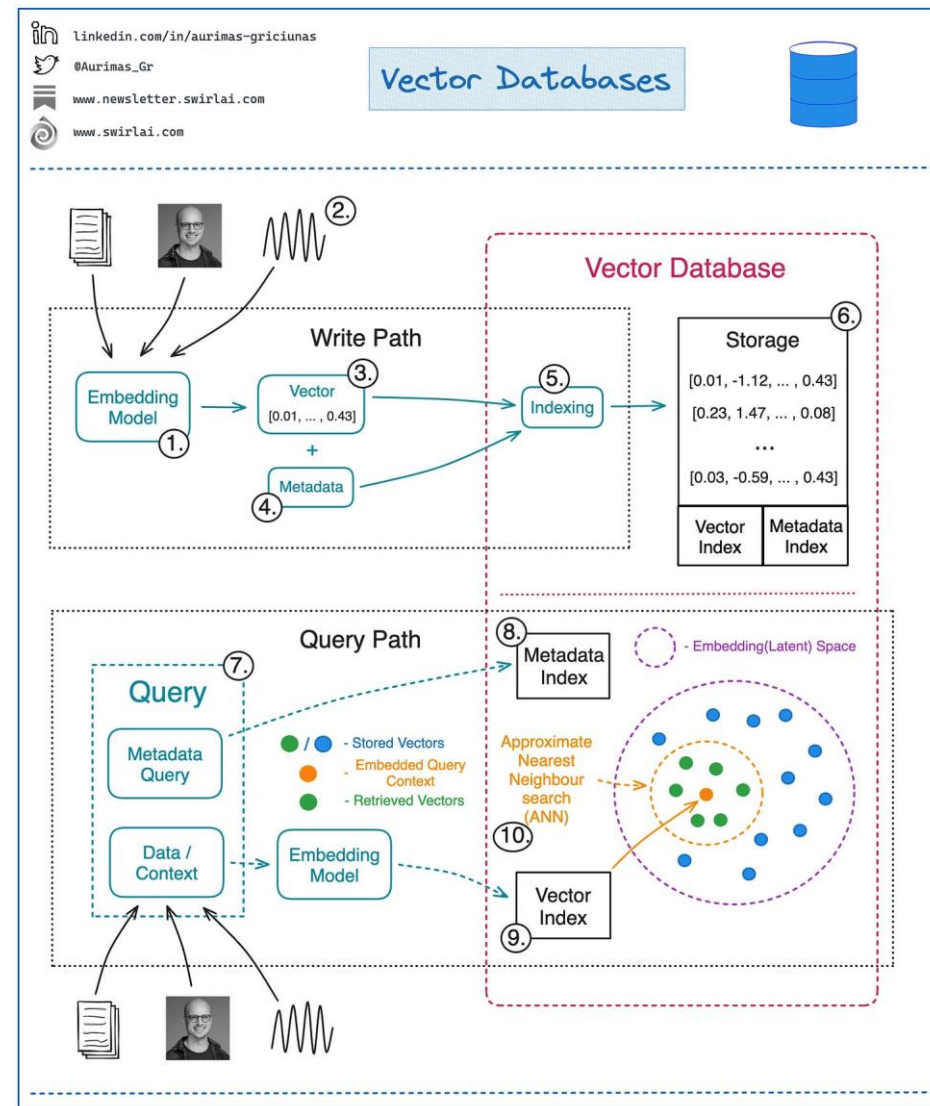 linkedin.com/in/aurimas-griciunas
@Aurimas_Gr
www.newsletter.swirlai.com
www.swirlai.com
Vector Databases
2.
Vector Database
Write Path
Embedding
Model
1.
3.
Vector
[0.01, ... , 0.43]
+
4.
Metadata
5.
Indexing
6.
Storage
[0.01, -1.12, ... , 0.43]
[0.23, 1.47, ... , 0.08]
...
[0.03, -0.59, ... , 0.43]
Vector
Index
Metadata
Index
Query Path
7.
Query
Metadata
Query
Data /
Context
Embedding
Model
/ - Stored Vectors
- Embedded Query
Context
- Retrieved Vectors
8.
Metadata
Index
- Embedding(Latent) Space
Approximate
Nearest
Neighbour
search
(ANN)
10.
Vector
Index
9.